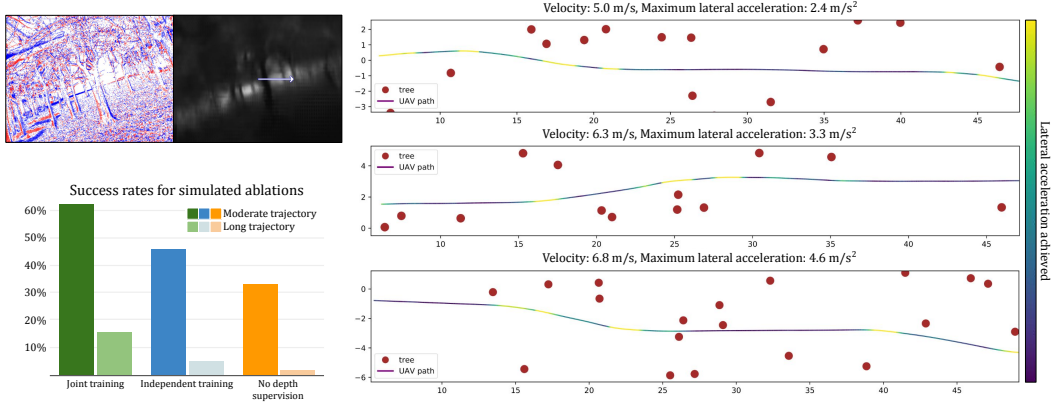 Success rates for simulated ablations
60%
50%
40%
30%
20%
10%
Moderate trajectory
Long trajectory
Joint training
Independent training
No depth
supervision
Velocity: 5.0 m/s, Maximum lateral acceleration: 2.4 m/s²
2
1
0
−1
−2
−3
tree
UAV path
10
15
20
25
30
35
40
45
Velocity: 6.3 m/s, Maximum lateral acceleration: 3.3 m/s²
4
2
0
tree
UAV path
10
15
20
25
30
35
40
45
Velocity: 6.8 m/s, Maximum lateral acceleration: 4.6 m/s²
0
−2
−4
−6
tree
UAV path
10
15
20
25
30
35
40
45
Lateral acceleration achieved